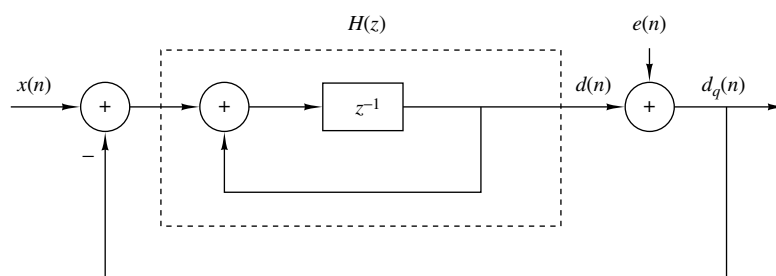 H(z)
e(n)
x(n)
d(n)
d_q(n)
+
+
z⁻¹
+
−